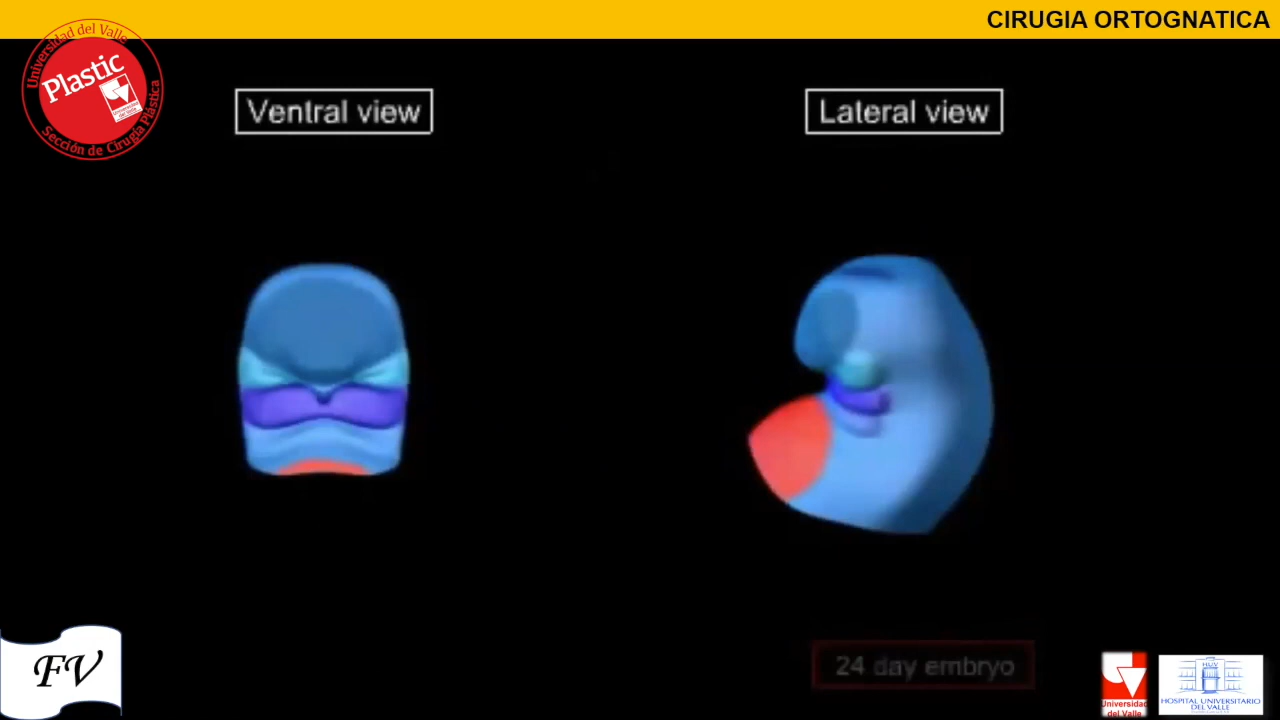 CIRUGIA ORTOGNATICA
Universidad del Valle
Plastic
Sección de Cirugía Plástica
Ventral view
Lateral view
24 day embryo
FV
Universidad
del Valle
HUV
HOSPITAL UNIVERSITARIO
DEL VALLE